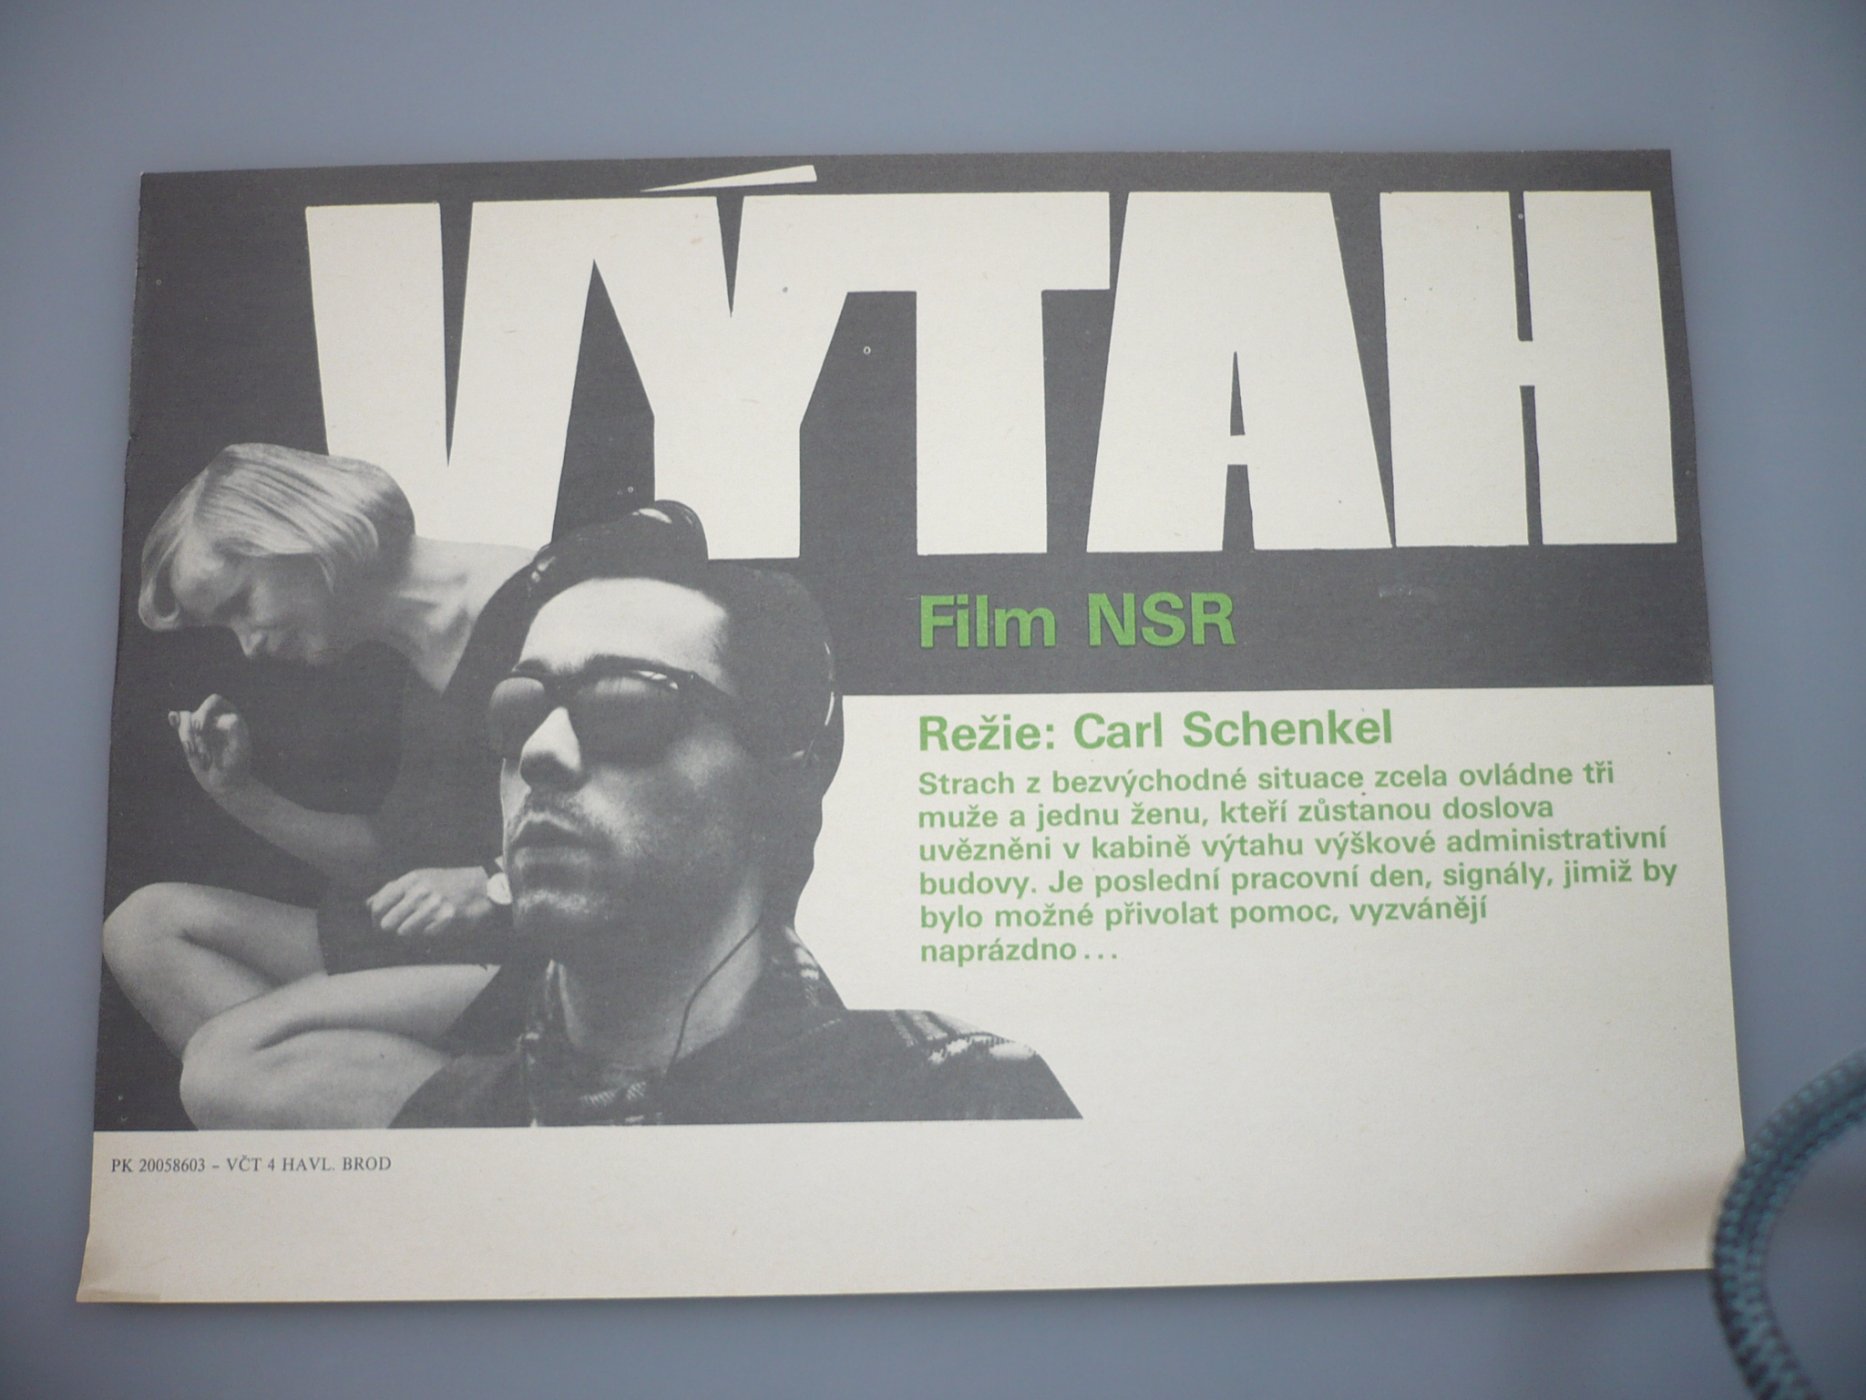 VÝTAH
Film NSR
Režie: Carl Schenkel
Strach z bezvýchodné situace zcela ovládne tři
muže a jednu ženu, kteří zůstanou doslova
uvězněni v kabině výtahu výškové administrativní
budovy. Je poslední pracovní den, signály, jimiž by
bylo možné přivolat pomoc, vyzvánějí
naprázdno...
PK 20058603 – VČT 4 HAVL. BROD